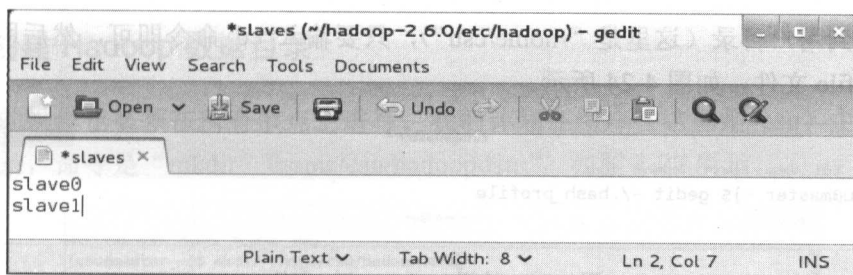 *slaves (~/hadoop-2.6.0/etc/hadoop) - gedit
File Edit View Search Tools Documents
Open Save Undo
*slaves ×
slave0
slave1
Plain Text Tab Width: 8 Ln 2, Col 7 INS